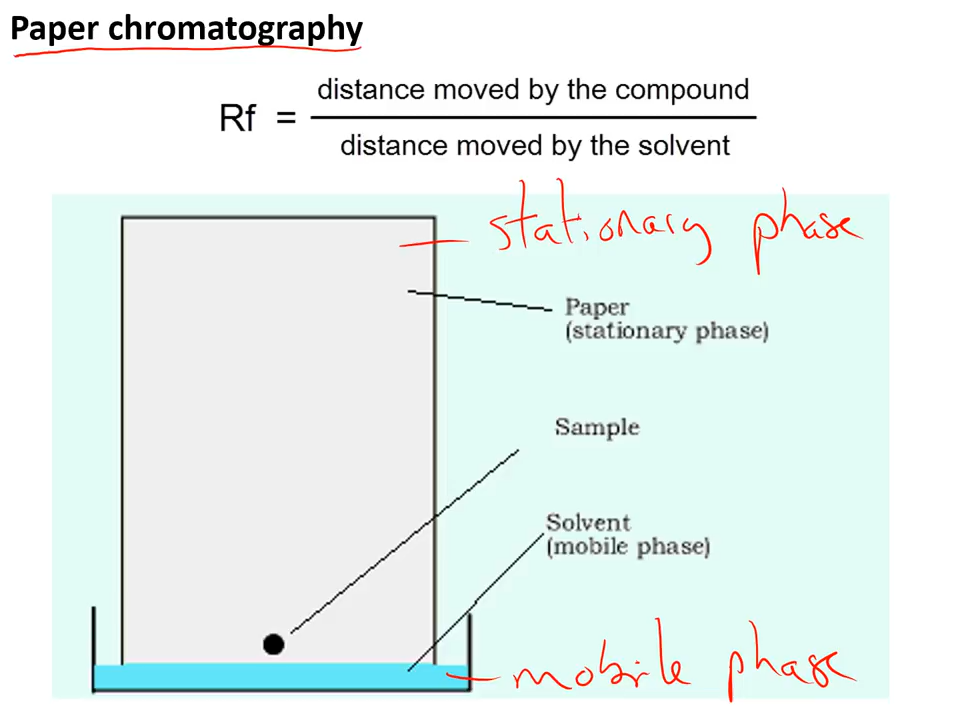 Paper chromatography
distance moved by the compound
Rf =
distance moved by the solvent
stationary phase
Paper
(stationary phase)
Sample
Solvent
(mobile phase)
mobile phase